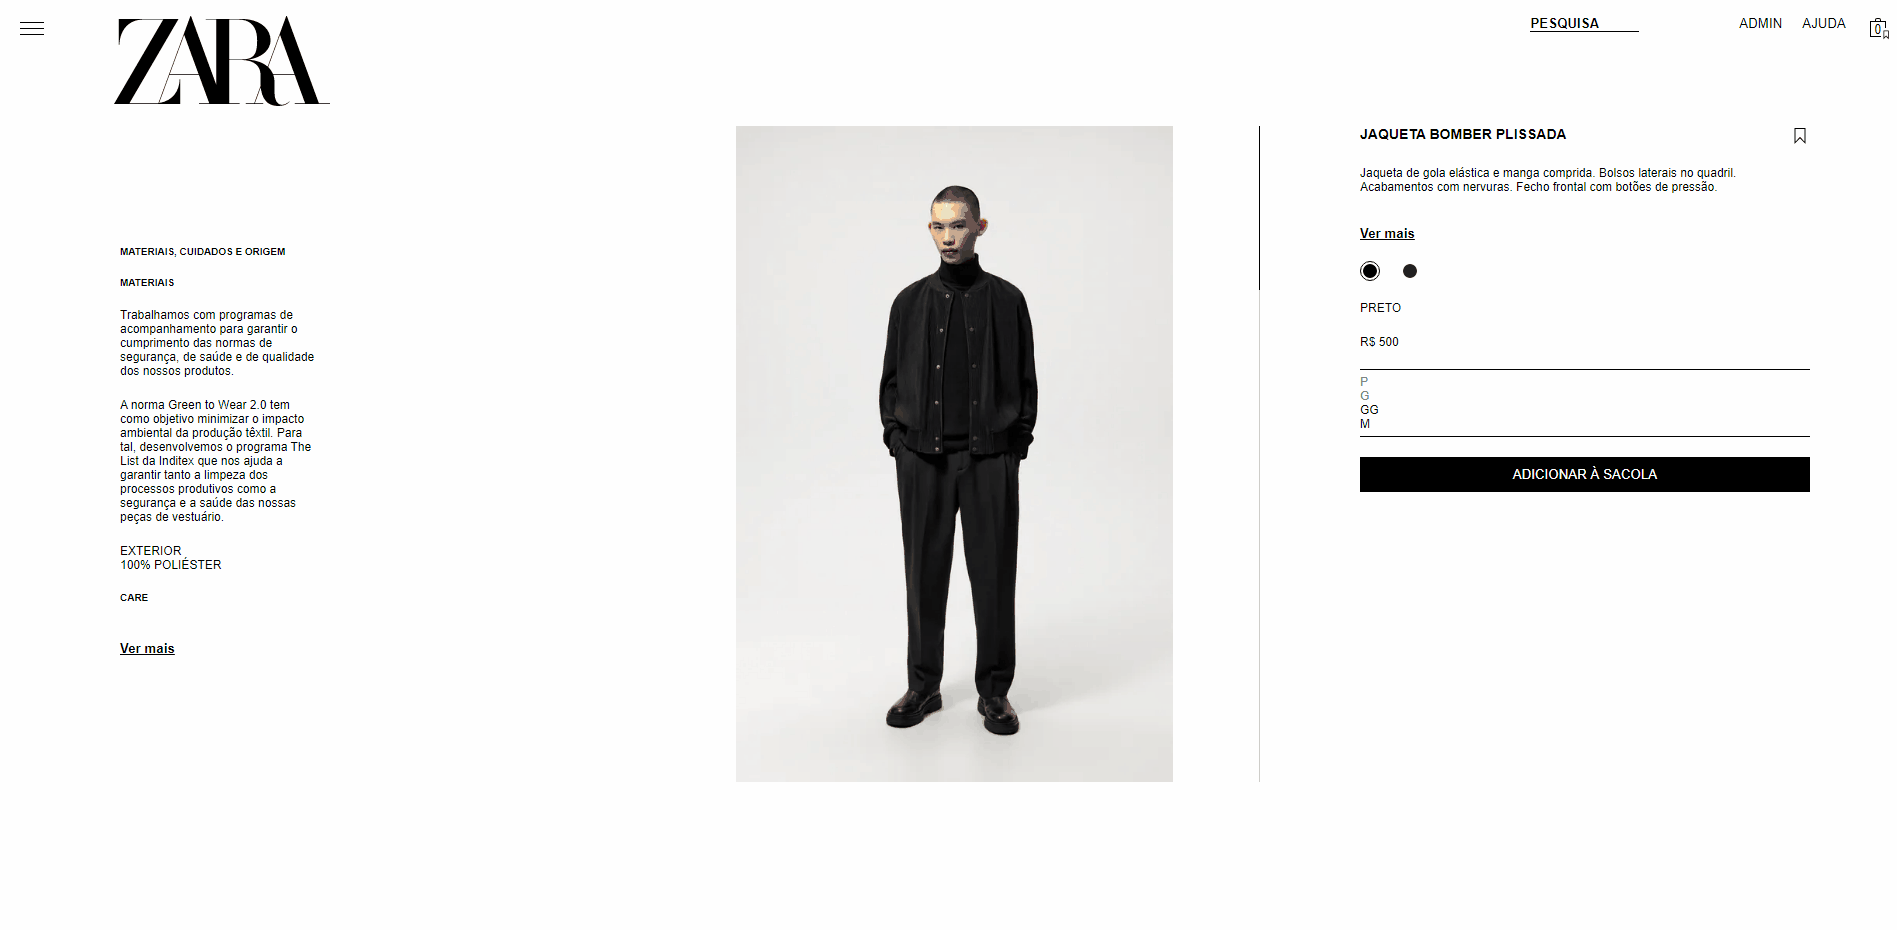 ZARA
PESQUISA
ADMIN
AJUDA
0
JAQUETA BOMBER PLISSADA
Jaqueta de gola elástica e manga comprida. Bolsos laterais no quadril.
Acabamentos com nervuras. Fecho frontal com botões de pressão.
Ver mais
PRETO
R$ 500
P
G
GG
M
ADICIONAR À SACOLA
MATERIAIS, CUIDADOS E ORIGEM
MATERIAIS
Trabalhamos com programas de
acompanhamento para garantir o
cumprimento das normas de
segurança, de saúde e de qualidade
dos nossos produtos.
A norma Green to Wear 2.0 tem
como objetivo minimizar o impacto
ambiental da produção têxtil. Para
tal, desenvolvemos o programa The
List da Inditex que nos ajuda a
garantir tanto a limpeza dos
processos produtivos como a
segurança e a saúde das nossas
peças de vestuário.
EXTERIOR
100% POLIÉSTER
CARE
Ver mais